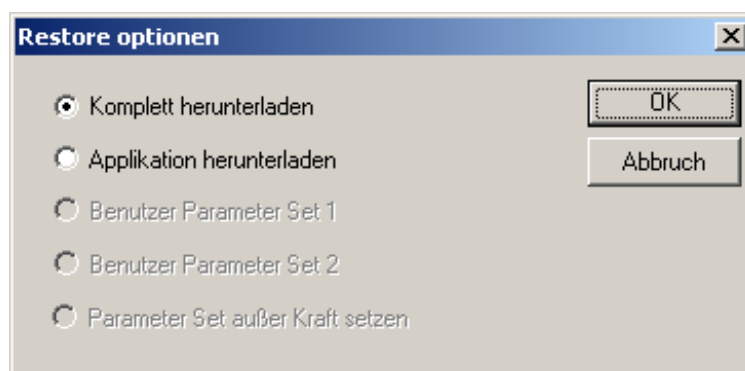 Restore optionen
Komplett herunterladen
OK
Applikation herunterladen
Abbruch
Benutzer Parameter Set 1
Benutzer Parameter Set 2
Parameter Set außer Kraft setzen